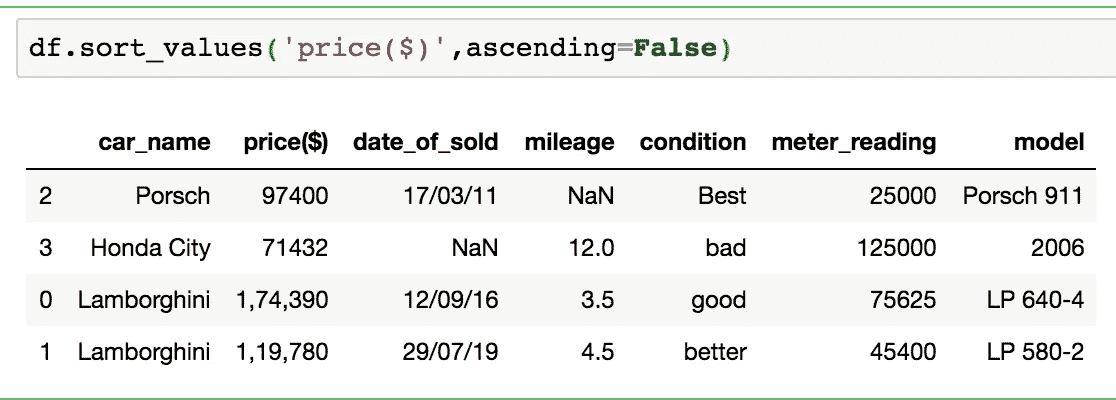 df.sort_values('price($)',ascending=False)
car_name price($) date_of_sold mileage condition meter_reading model
2 Porsch 97400 17/03/11 NaN Best 25000 Porsch 911
3 Honda City 71432 NaN 12.0 bad 125000 2006
0 Lamborghini 1,74,390 12/09/16 3.5 good 75625 LP 640-4
1 Lamborghini 1,19,780 29/07/19 4.5 better 45400 LP 580-2